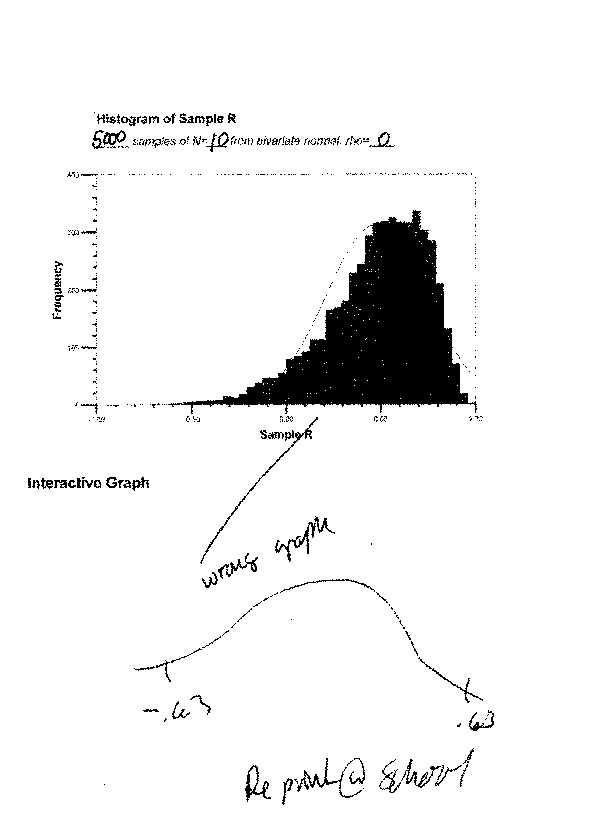 Histogram of Sample R
5000 samples of N= 10 from bivariate normal, rho= 0
Frequency
Sample R
Interactive Graph
wrong graph
-.63
.63
Re print @ School